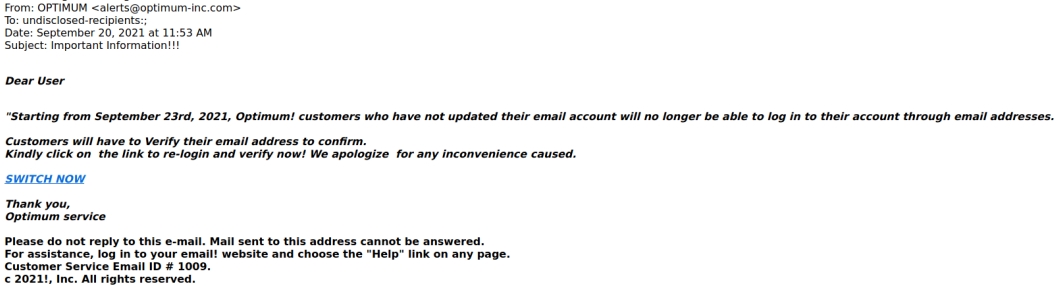 From: OPTIMUM <alerts@optimum-inc.com>
To: undisclosed-recipients:;
Date: September 20, 2021 at 11:53 AM
Subject: Important Information!!!
Dear User
"Starting from September 23rd, 2021, Optimum! customers who have not updated their email account will no longer be able to log in to their account through email addresses.
Customers will have to Verify their email address to confirm.
Kindly click on  the link to re-login and verify now! We apologize  for any inconvenience caused.
SWITCH NOW
Thank you,
Optimum service
Please do not reply to this e-mail. Mail sent to this address cannot be answered.
For assistance, log in to your email! website and choose the "Help" link on any page.
Customer Service Email ID # 1009.
c 2021!, Inc. All rights reserved.